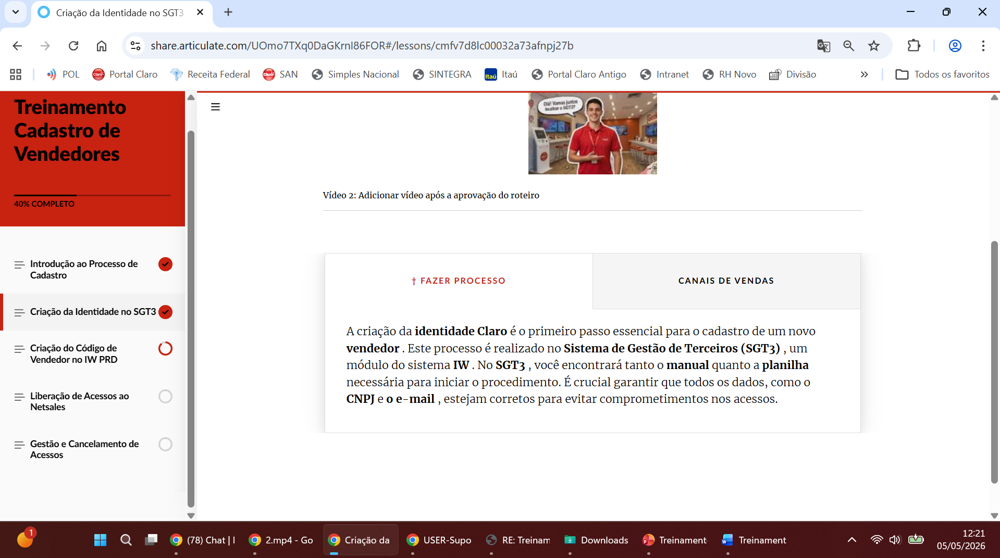 Criação da Identidade no SGT3
share.articulate.com/UOmo7TXq0DaGKrnI86FOR#/lessons/cmfv7d8lc00032a73afnpj27b
POL
Portal Claro
Receita Federal
SAN
Simples Nacional
SINTEGRA
Itaú
Itaú
Portal Claro Antigo
Intranet
RH Novo
Divisão
Todos os favoritos
Treinamento
Cadastro de
Vendedores
40% COMPLETO
Introdução ao Processo de
Cadastro
Criação da Identidade no SGT3
Criação do Código de
Vendedor no IW PRD
Liberação de Acessos ao
Netsales
Gestão e Cancelamento de
Acessos
Olá! Vamos juntos
localizar o SGT3?
Vídeo 2: Adicionar vídeo após a aprovação do roteiro
† FAZER PROCESSO
CANAIS DE VENDAS
A criação da identidade Claro é o primeiro passo essencial para o cadastro de um novo
vendedor . Este processo é realizado no Sistema de Gestão de Terceiros (SGT3) , um
módulo do sistema IW . No SGT3 , você encontrará tanto o manual quanto a planilha
necessária para iniciar o procedimento. É crucial garantir que todos os dados, como o
CNPJ e o e-mail , estejam corretos para evitar comprometimentos nos acessos.
1
(78) Chat | I
2.mp4 - Go
Criação da
USER-Supo
RE: Treinam
Downloads
Treinament
Treinament
12:21
05/05/2026